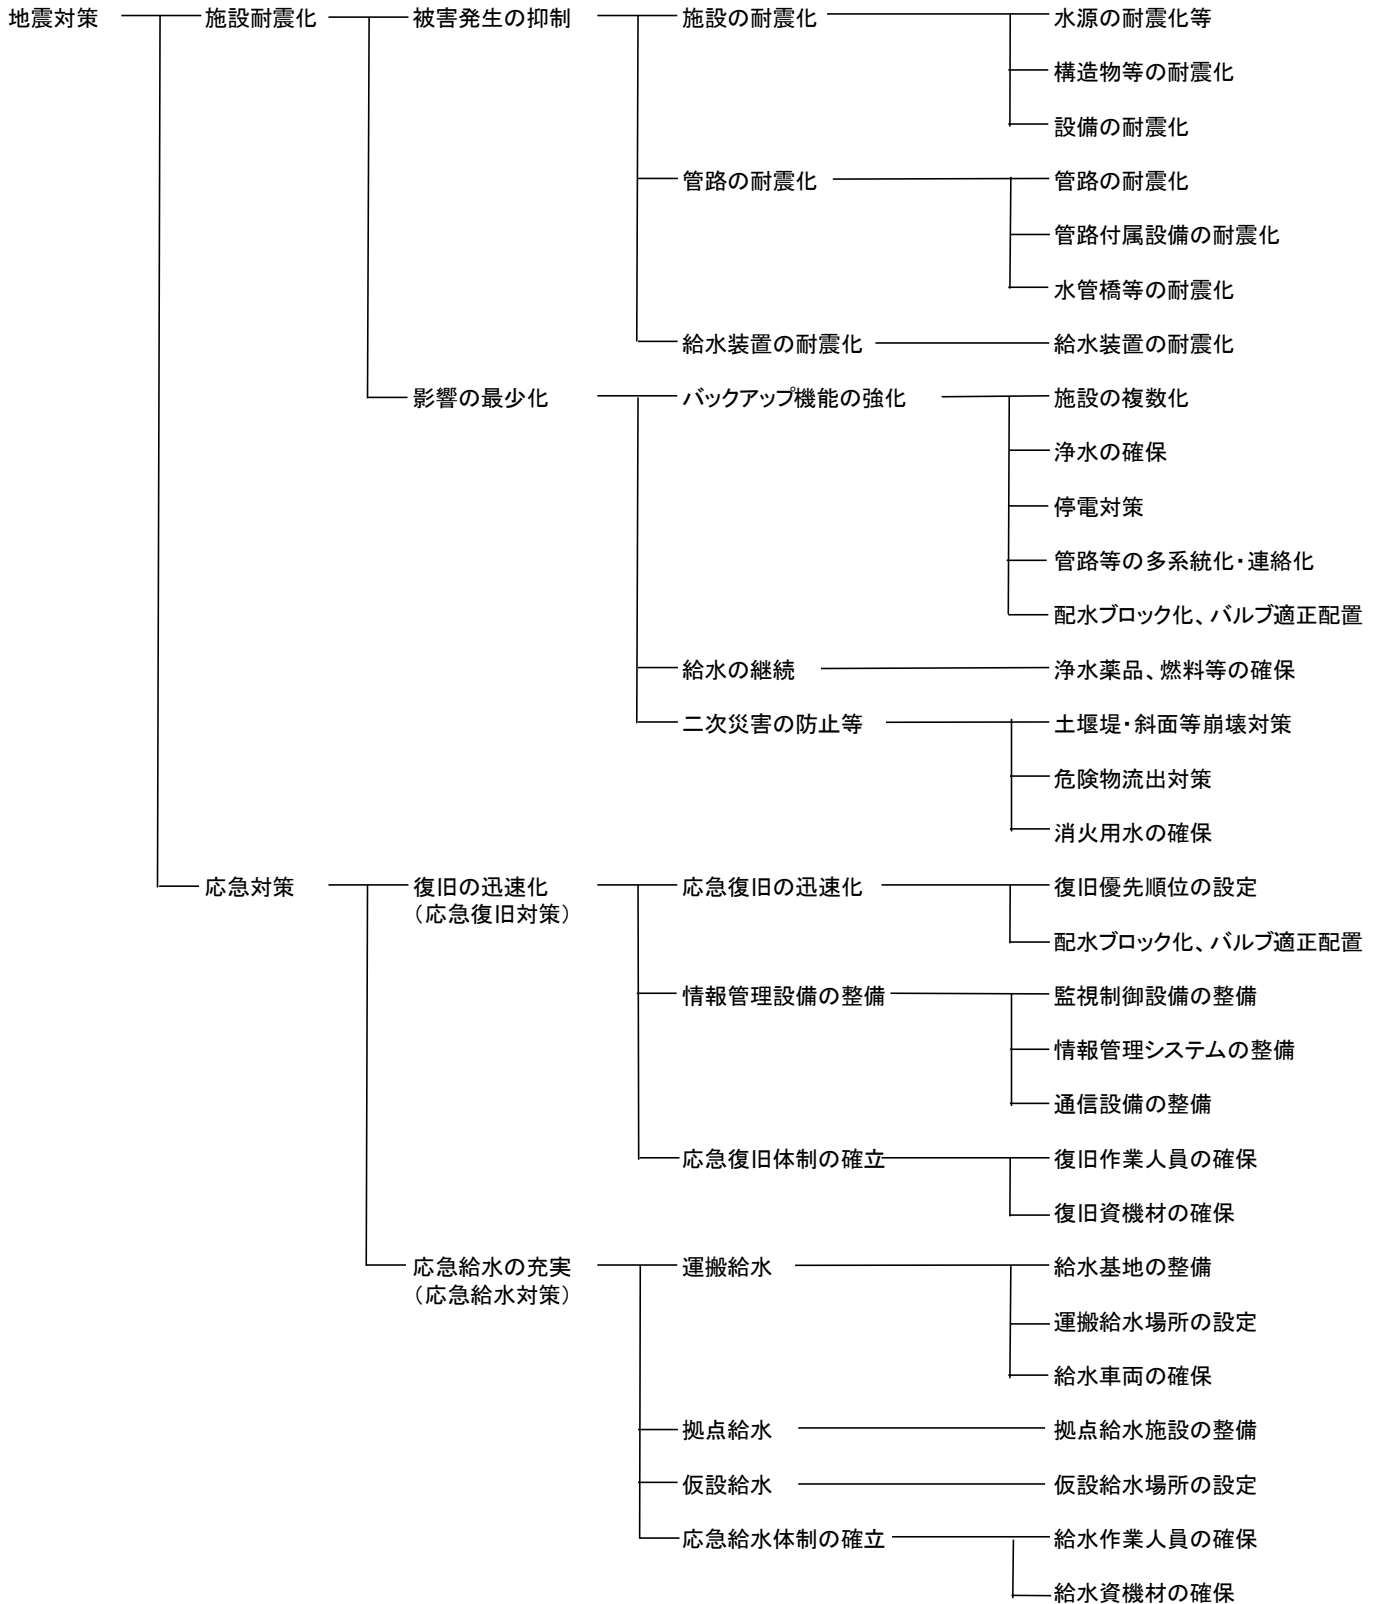 地震対策 施設耐震化 被害発生の抑制 施設の耐震化 水源の耐震化等
構造物等の耐震化
設備の耐震化
管路の耐震化 管路の耐震化
管路付属設備の耐震化
水管橋等の耐震化
給水装置の耐震化 給水装置の耐震化
影響の最少化 バックアップ機能の強化 施設の複数化
浄水の確保
停電対策
管路等の多系統化・連絡化
配水ブロック化、バルブ適正配置
給水の継続 浄水薬品、燃料等の確保
二次災害の防止等 土堰堤・斜面等崩壊対策
危険物流出対策
消火用水の確保
応急対策 復旧の迅速化 応急復旧の迅速化 復旧優先順位の設定
（応急復旧対策）
配水ブロック化、バルブ適正配置
情報管理設備の整備 監視制御設備の整備
情報管理システムの整備
通信設備の整備
応急復旧体制の確立 復旧作業人員の確保
復旧資機材の確保
応急給水の充実 運搬給水 給水基地の整備
（応急給水対策）
運搬給水場所の設定
給水車両の確保
拠点給水 拠点給水施設の整備
仮設給水 仮設給水場所の設定
応急給水体制の確立 給水作業人員の確保
給水資機材の確保